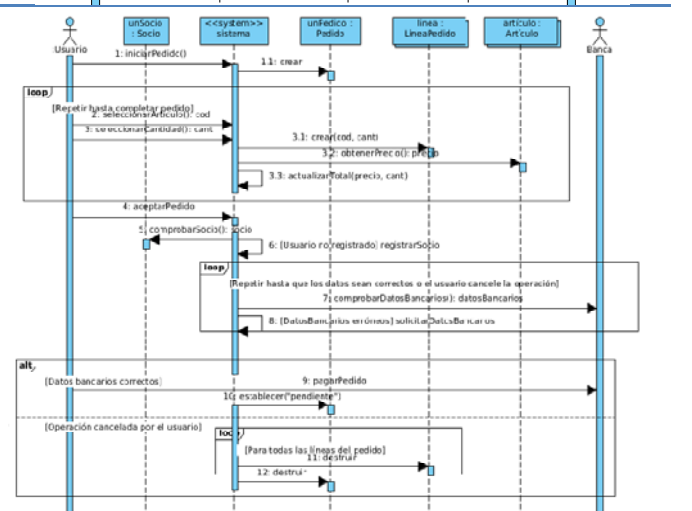 unSocio : Socio
<<system>> sistema
unPedico : Pedido
linea : LineaPedido
artículo : Artículo
Usuario
Banca
1: iniciarPedido()
1.1: crear
loop
[Repetir hasta completar pedido]
2: seleccionarArticulo(): cod
3: seleccionarCantidad(): cant
3.1: crear(cod, cant)
3.2: obtenerPrecio(): precio
3.3: actualizarTotal(precio, cant)
4: aceptarPedido
5: comprobarSocio(): socio
6: [Usuario no registrado] registrarSocio
loop
[Repetir hasta que los datos sean correctos o el usuario cancele la operación]
7: comprobarDatosBancarios(): datosBancarios
8: [DatosBancarios erróneos] solicitarDatosBancarios
alt
[Datos bancarios correctos]
9: pagarPedido
10: establecer("pendiente")
[Operación cancelada por el usuario]
loop
[Para todas las líneas del pedido]
11: destruir
12: destruir